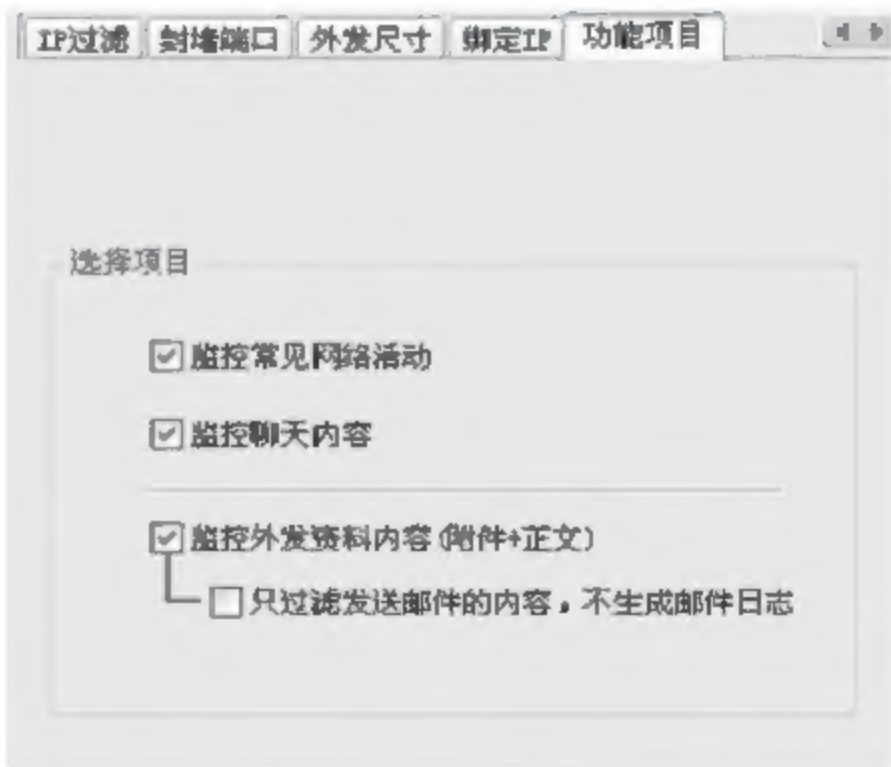 IP过滤 封堵端口 外发尺寸 绑定IP 功能项目
选择项目
监控常见网络活动
监控聊天内容
监控外发资料内容(附件+正文)
只过滤发送邮件的内容，不生成邮件日志